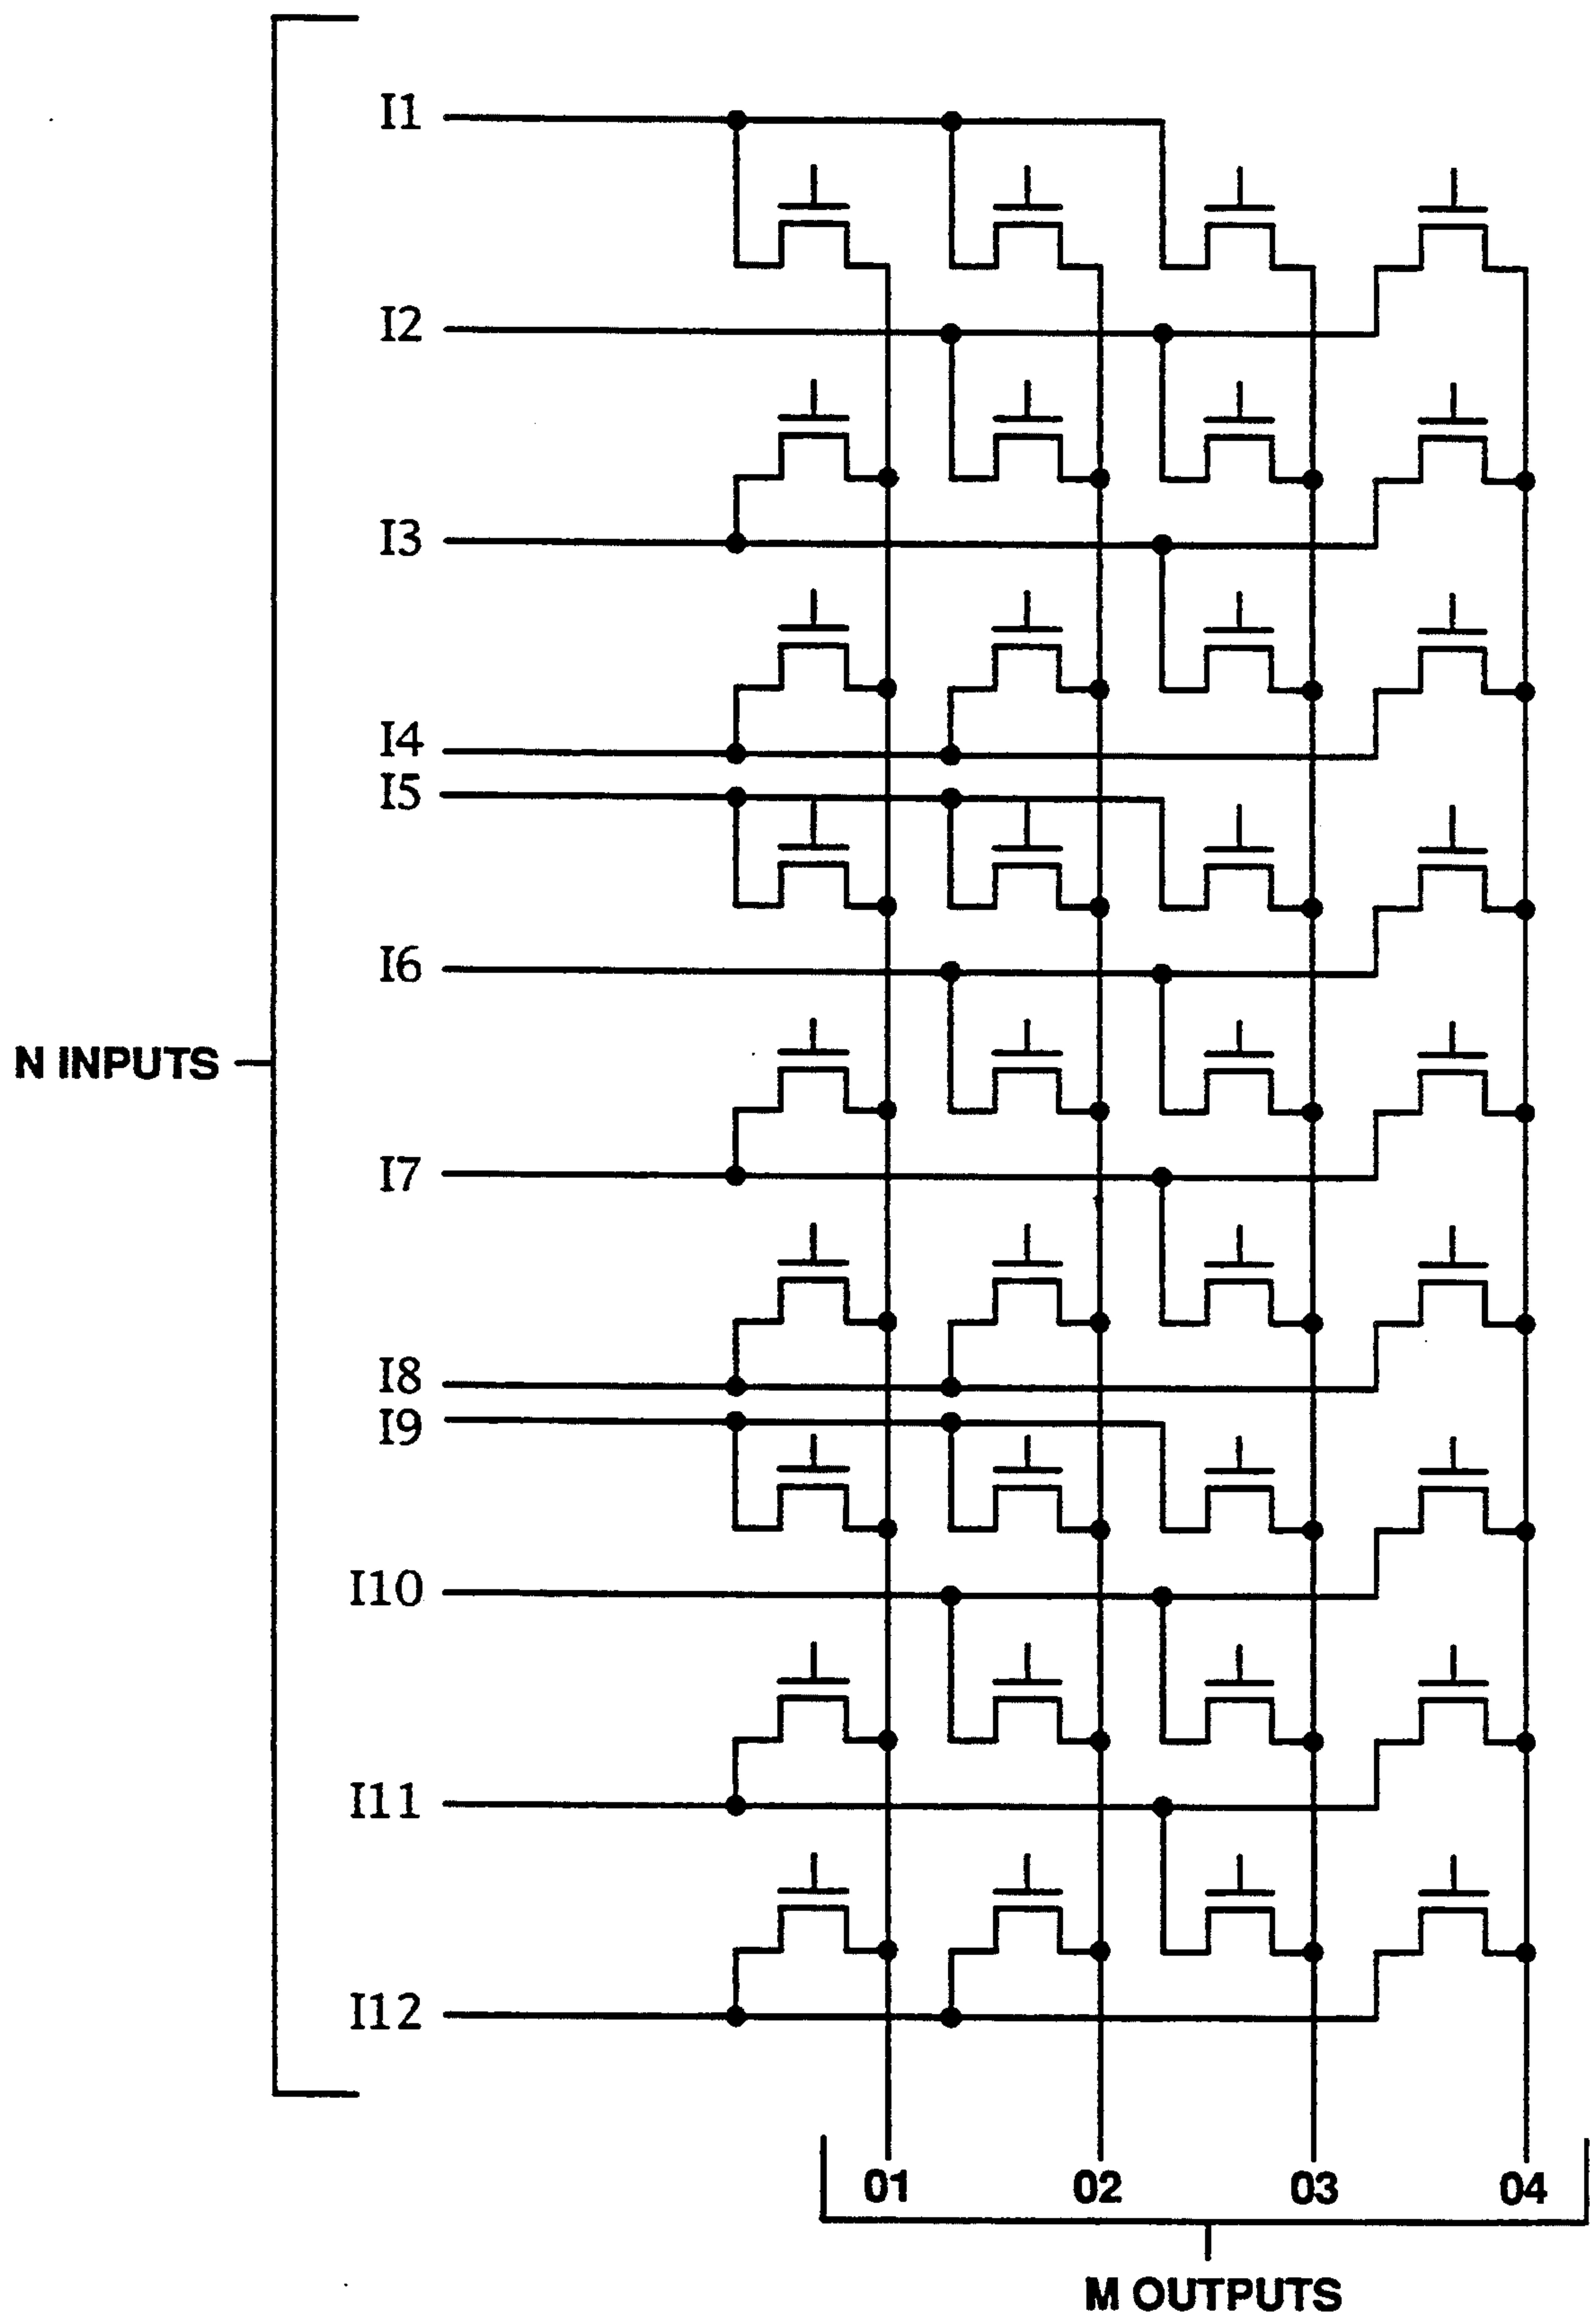 I1
I2
I3
I4
I5
I6
N INPUTS
I7
I8
I9
I10
I11
I12
01 02 03 04
M OUTPUTS